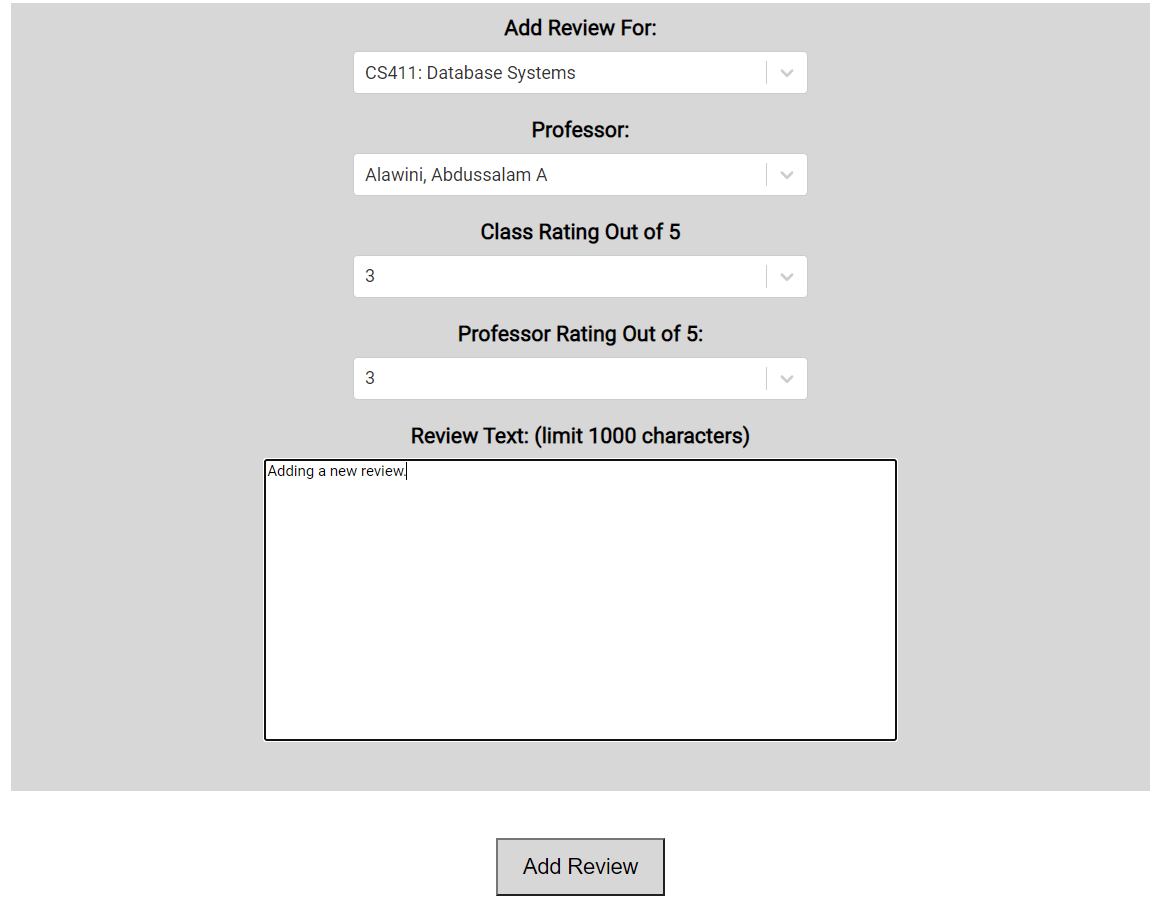 Add Review For:
CS411: Database Systems
Professor:
Alawini, Abdussalam A
Class Rating Out of 5
3
Professor Rating Out of 5:
3
Review Text: (limit 1000 characters)
Adding a new review.
Add Review